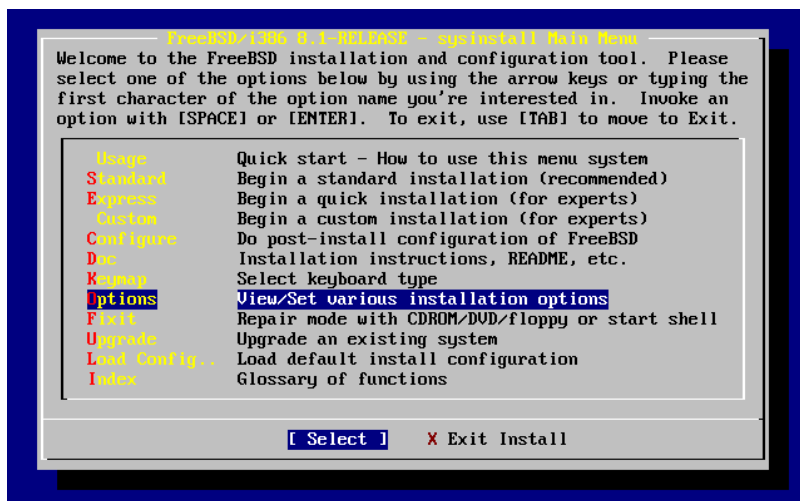 FreeBSD/i386 8.1-RELEASE - sysinstall Main Menu
Welcome to the FreeBSD installation and configuration tool.  Please
select one of the options below by using the arrow keys or typing the
first character of the option name you're interested in.  Invoke an
option with [SPACE] or [ENTER].  To exit, use [TAB] to move to Exit.
Usage Quick start - How to use this menu system
Standard Begin a standard installation (recommended)
Express Begin a quick installation (for experts)
Custom Begin a custom installation (for experts)
Configure Do post-install configuration of FreeBSD
Doc Installation instructions, README, etc.
Keymap Select keyboard type
Options View/Set various installation options
Fixit Repair mode with CDROM/DVD/floppy or start shell
Upgrade Upgrade an existing system
Load Config.. Load default install configuration
Index Glossary of functions
[ Select ] X Exit Install